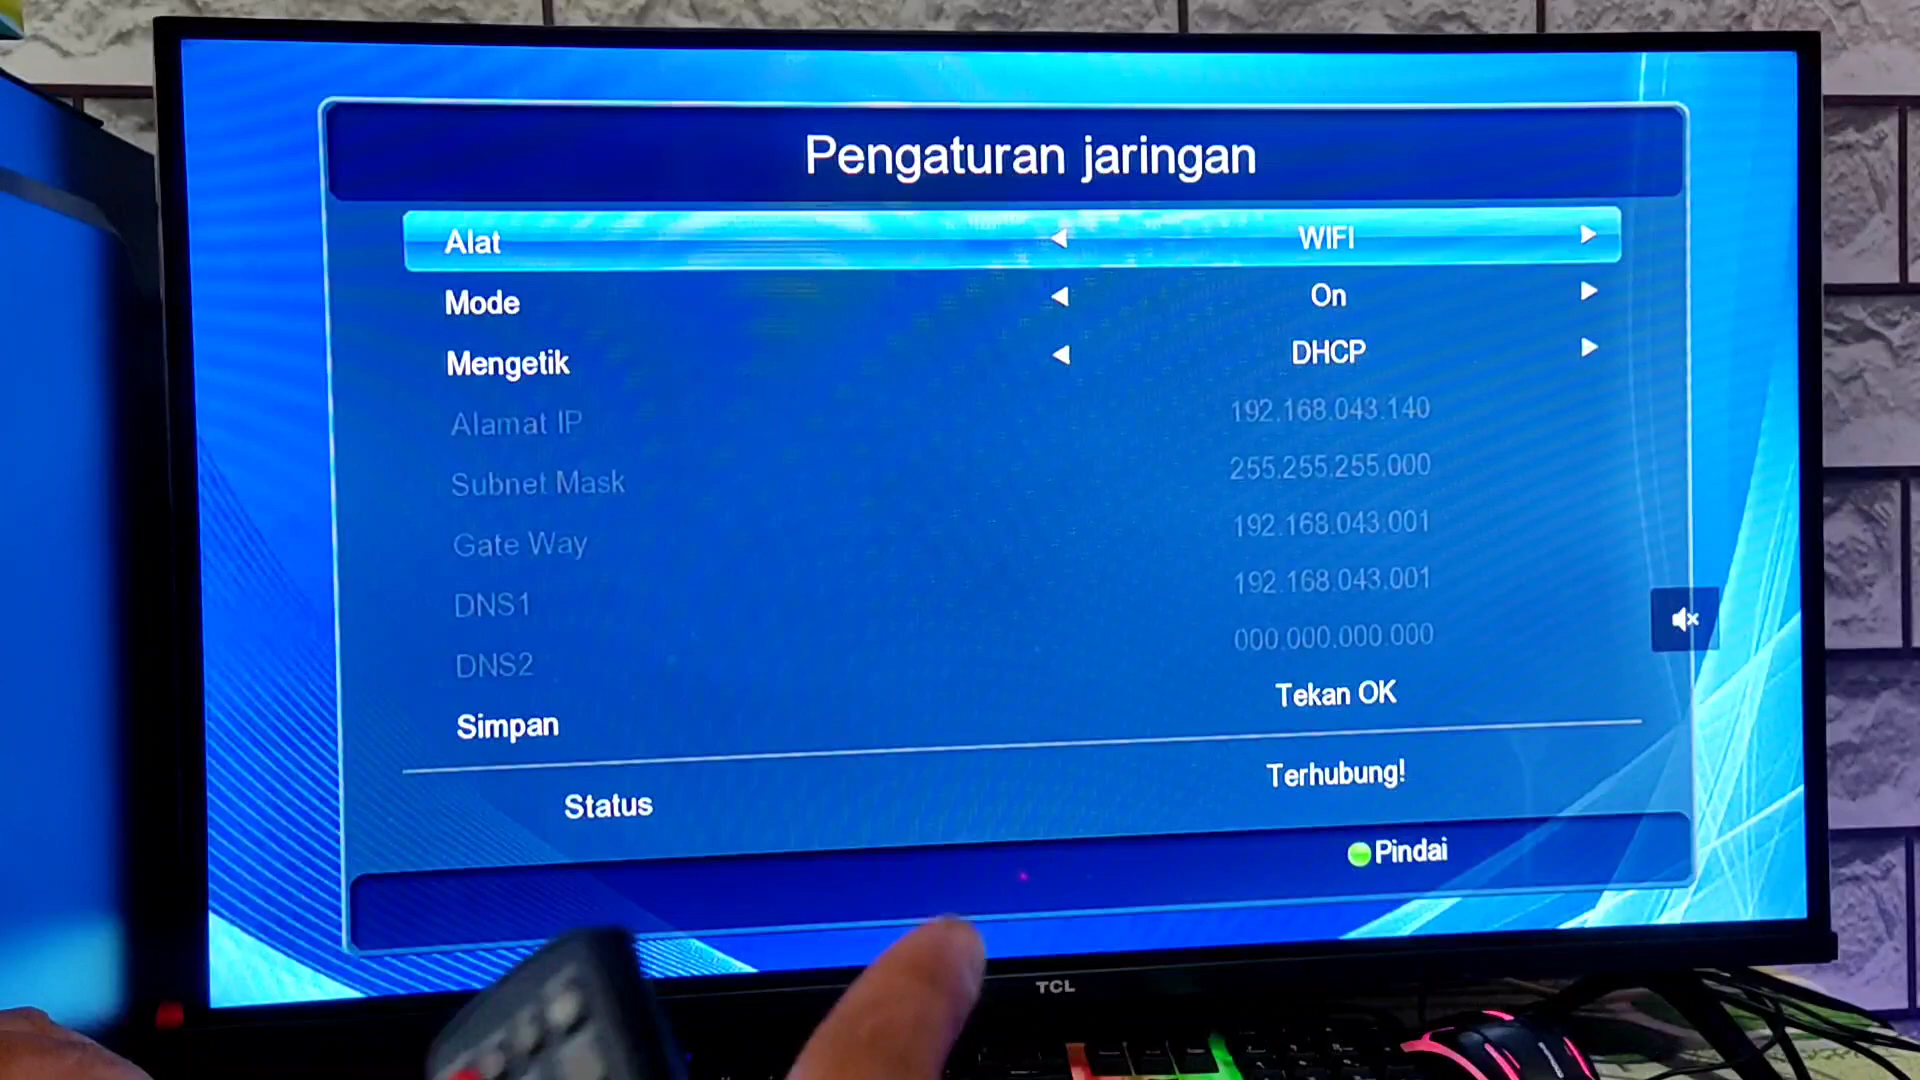 Pengaturan jaringan
Alat WIFI
Mode On
Mengetik DHCP
Alamat IP 192.168.043.140
Subnet Mask 255.255.255.000
Gate Way 192.168.043.001
DNS1 192.168.043.001
DNS2 000.000.000.000
Simpan Tekan OK
Status Terhubung!
Pindai
TCL